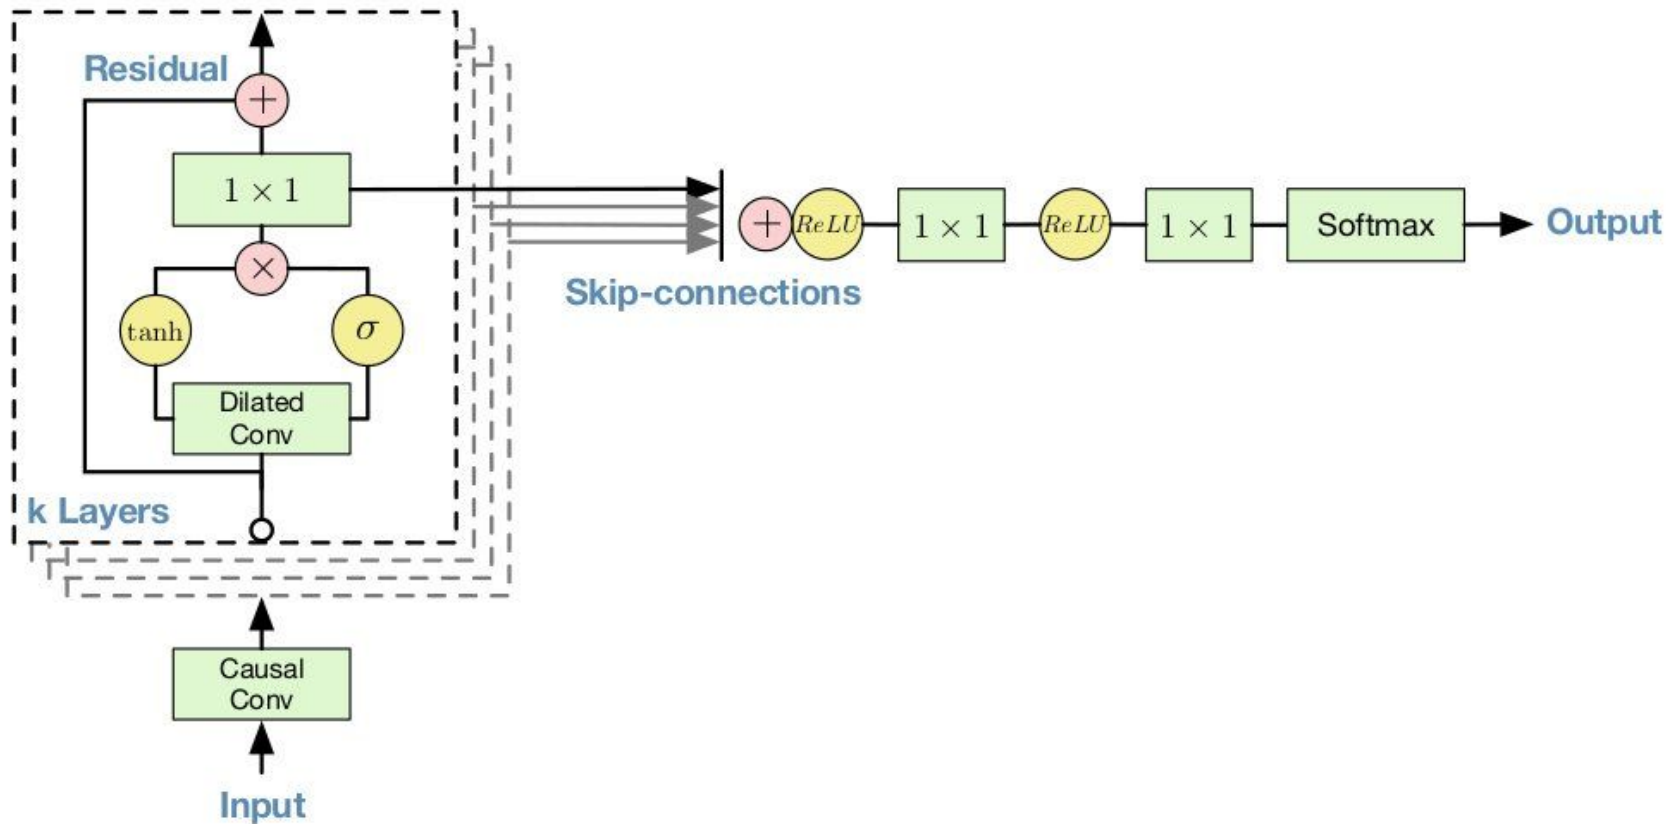 Residual
+
1 × 1
×
tanh
σ
Dilated
Conv
k Layers
Causal
Conv
Input
+
ReLU
1 × 1
ReLU
1 × 1
Softmax
Output
Skip-connections